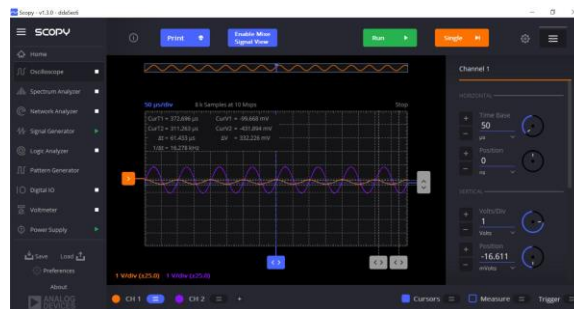 Scopy - v1.3.0 - dddSeek
SCOPY
Print
Enable Mixed Signal View
Run
Single
Home
Oscilloscope
Spectrum Analyzer
Network Analyzer
Signal Generator
Logic Analyzer
Pattern Generator
Digital IO
Voltmeter
Power Supply
Save
Load
Preferences
About
ANALOG
DEVICES
50 µs/div
8 k Samples at 10 Msps
Stop
CurT1 = 372.696 µs CurV1 = -99.668 mV
CurT2 = 311.263 µs CurV2 = -431.894 mV
Δt = 61.433 µs ΔV = 332.226 mV
1/Δt = 16.278 kHz
1 V/div (±25.0) 1 V/div (±25.0)
CH 1
CH 2
+
Cursors
Measure
Trigger
Channel 1
HORIZONTAL
Time Base
50
µs
Position
0
ns
VERTICAL
Volts/Div
1
V
Position
-16.611
mVolts